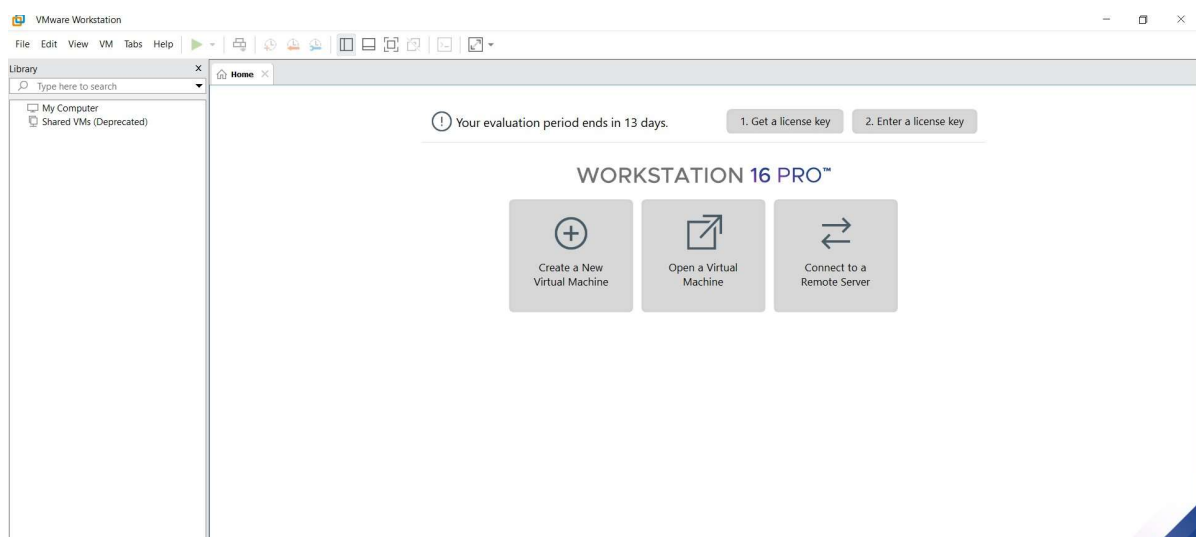 VMware Workstation
File Edit View VM Tabs Help
Library X
Type here to search
My Computer
Shared VMs (Deprecated)
Home
! Your evaluation period ends in 13 days.
1. Get a license key
2. Enter a license key
WORKSTATION 16 PRO™
Create a New
Virtual Machine
Open a Virtual
Machine
Connect to a
Remote Server